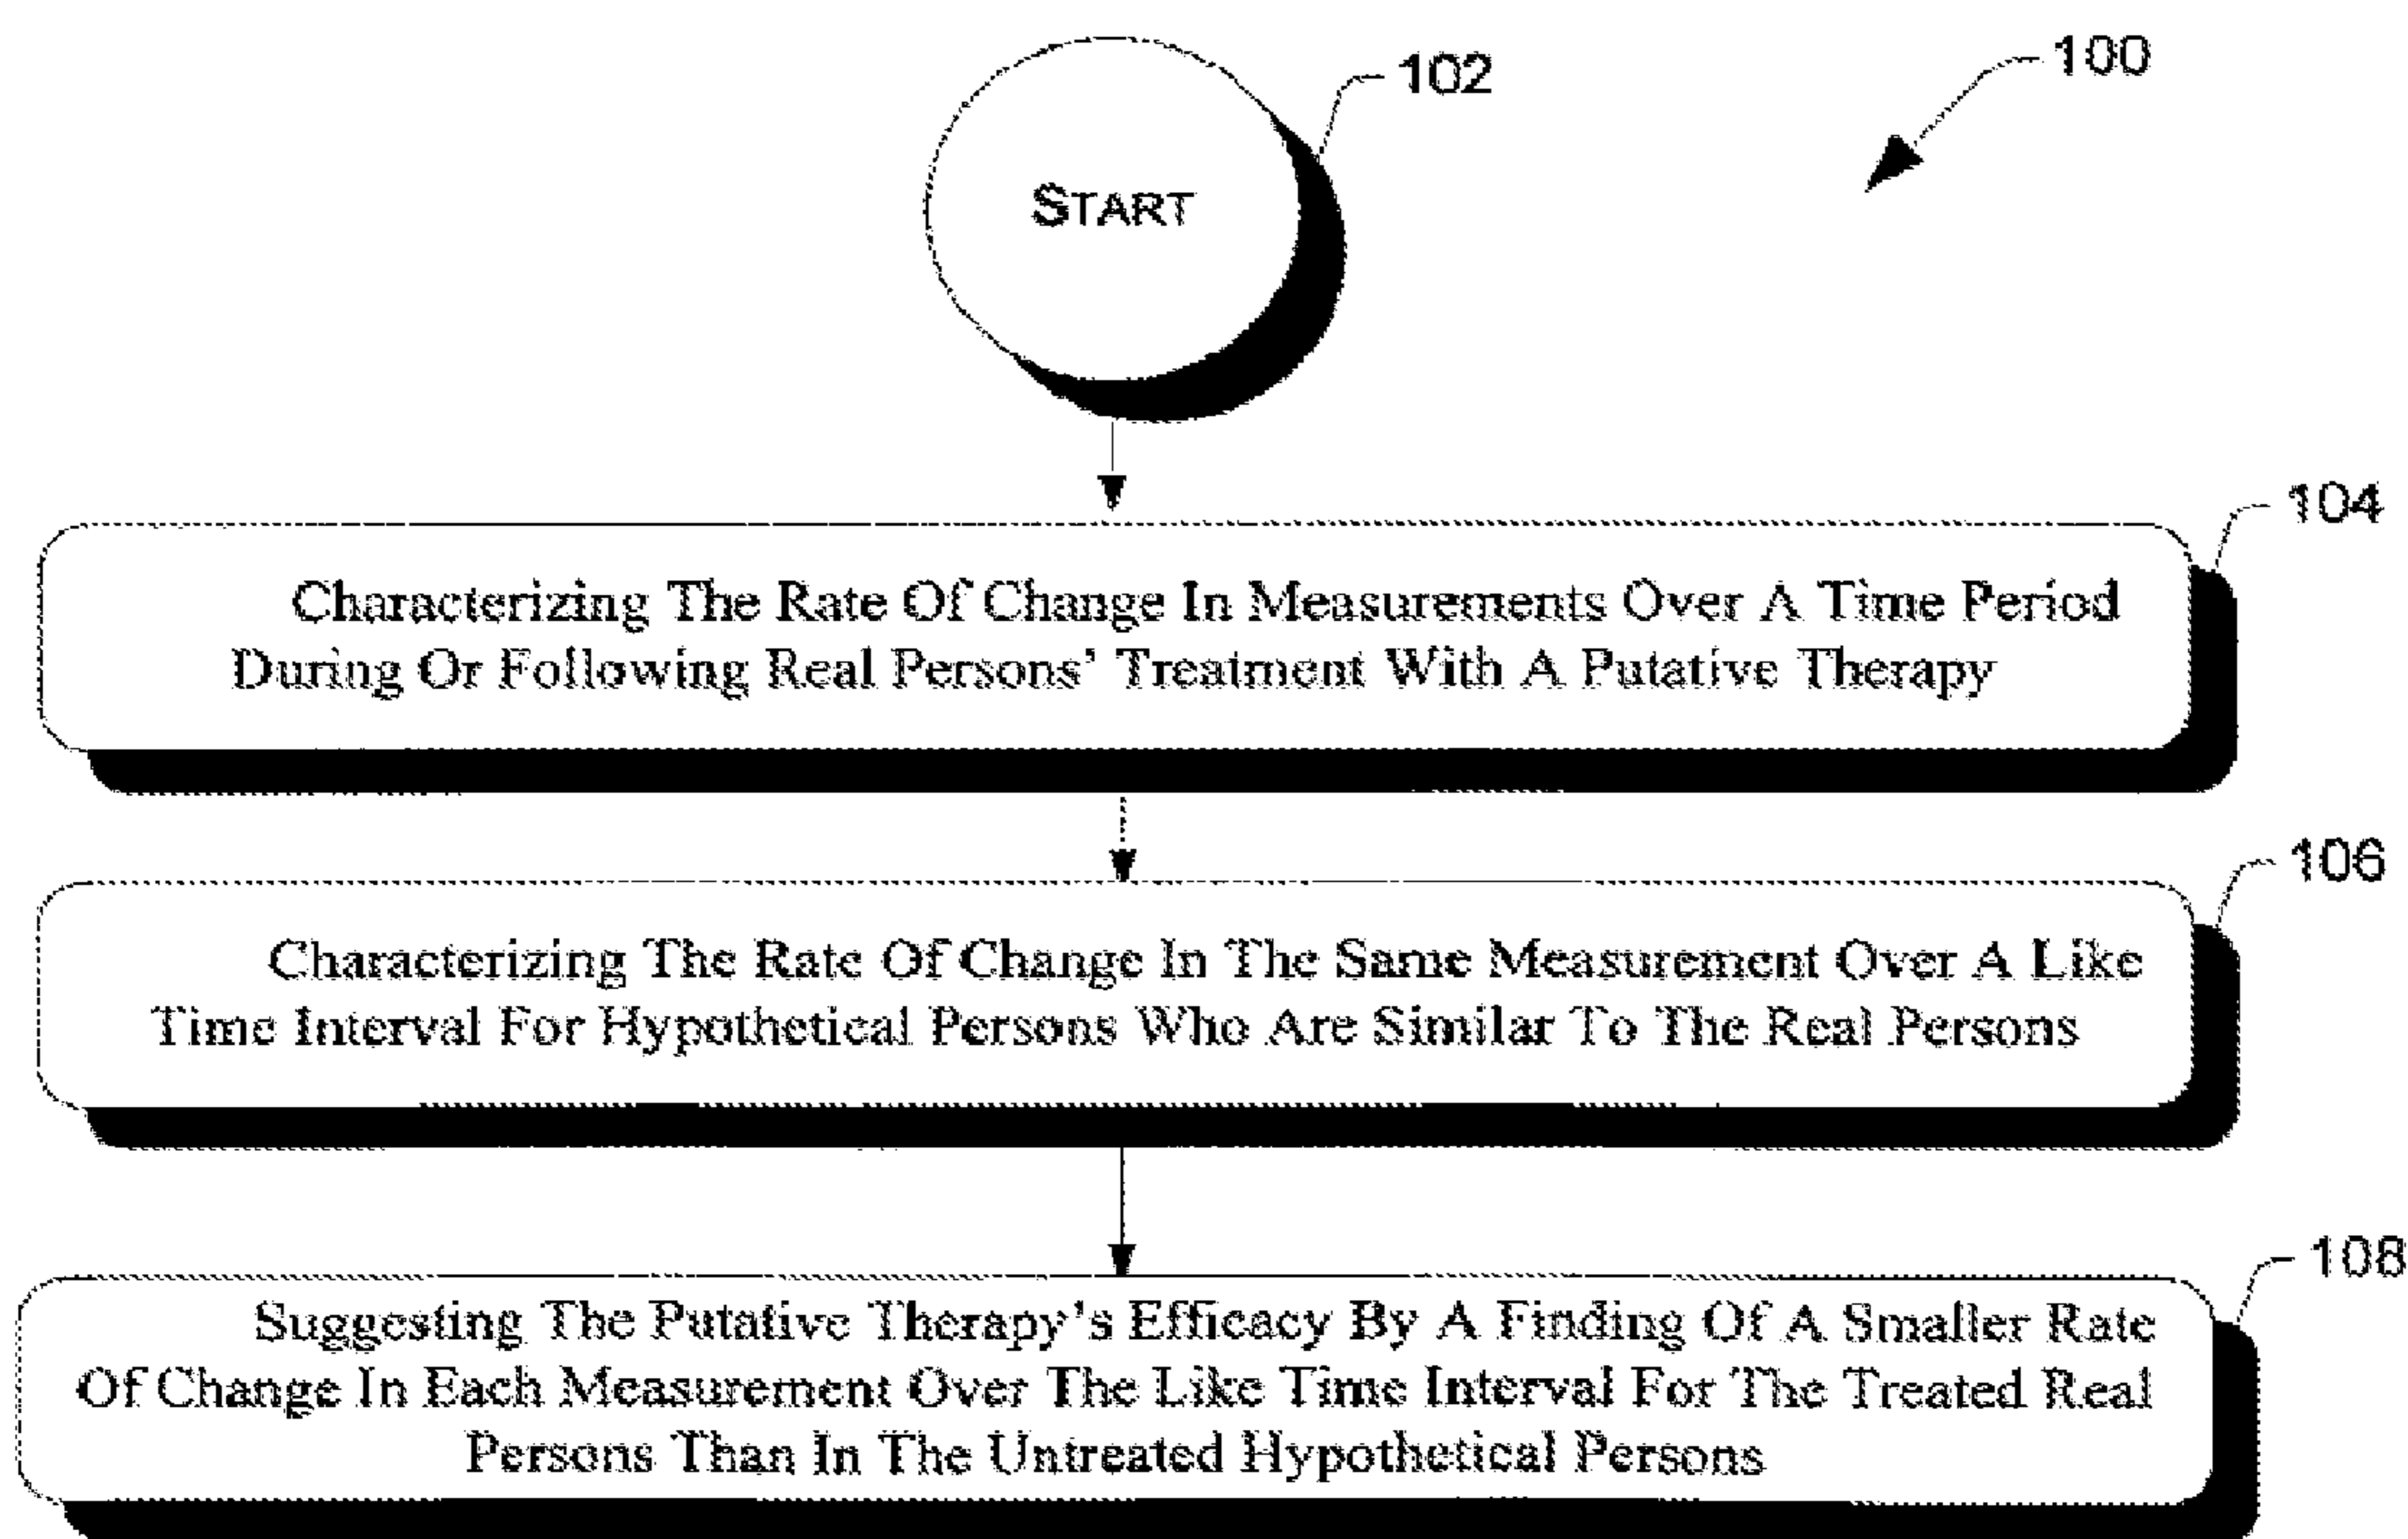 100
102
START
104
Characterizing The Rate Of Change In Measurements Over A Time Period
During Or Following Real Persons' Treatment With A Putative Therapy
106
Characterizing The Rate Of Change In The Same Measurement Over A Like
Time Interval For Hypothetical Persons Who Are Similar To The Real Persons
108
Suggesting The Putative Therapy's Efficacy By A Finding Of A Smaller Rate
Of Change In Each Measurement Over The Like Time Interval For The Treated Real
Persons Than In The Untreated Hypothetical Persons